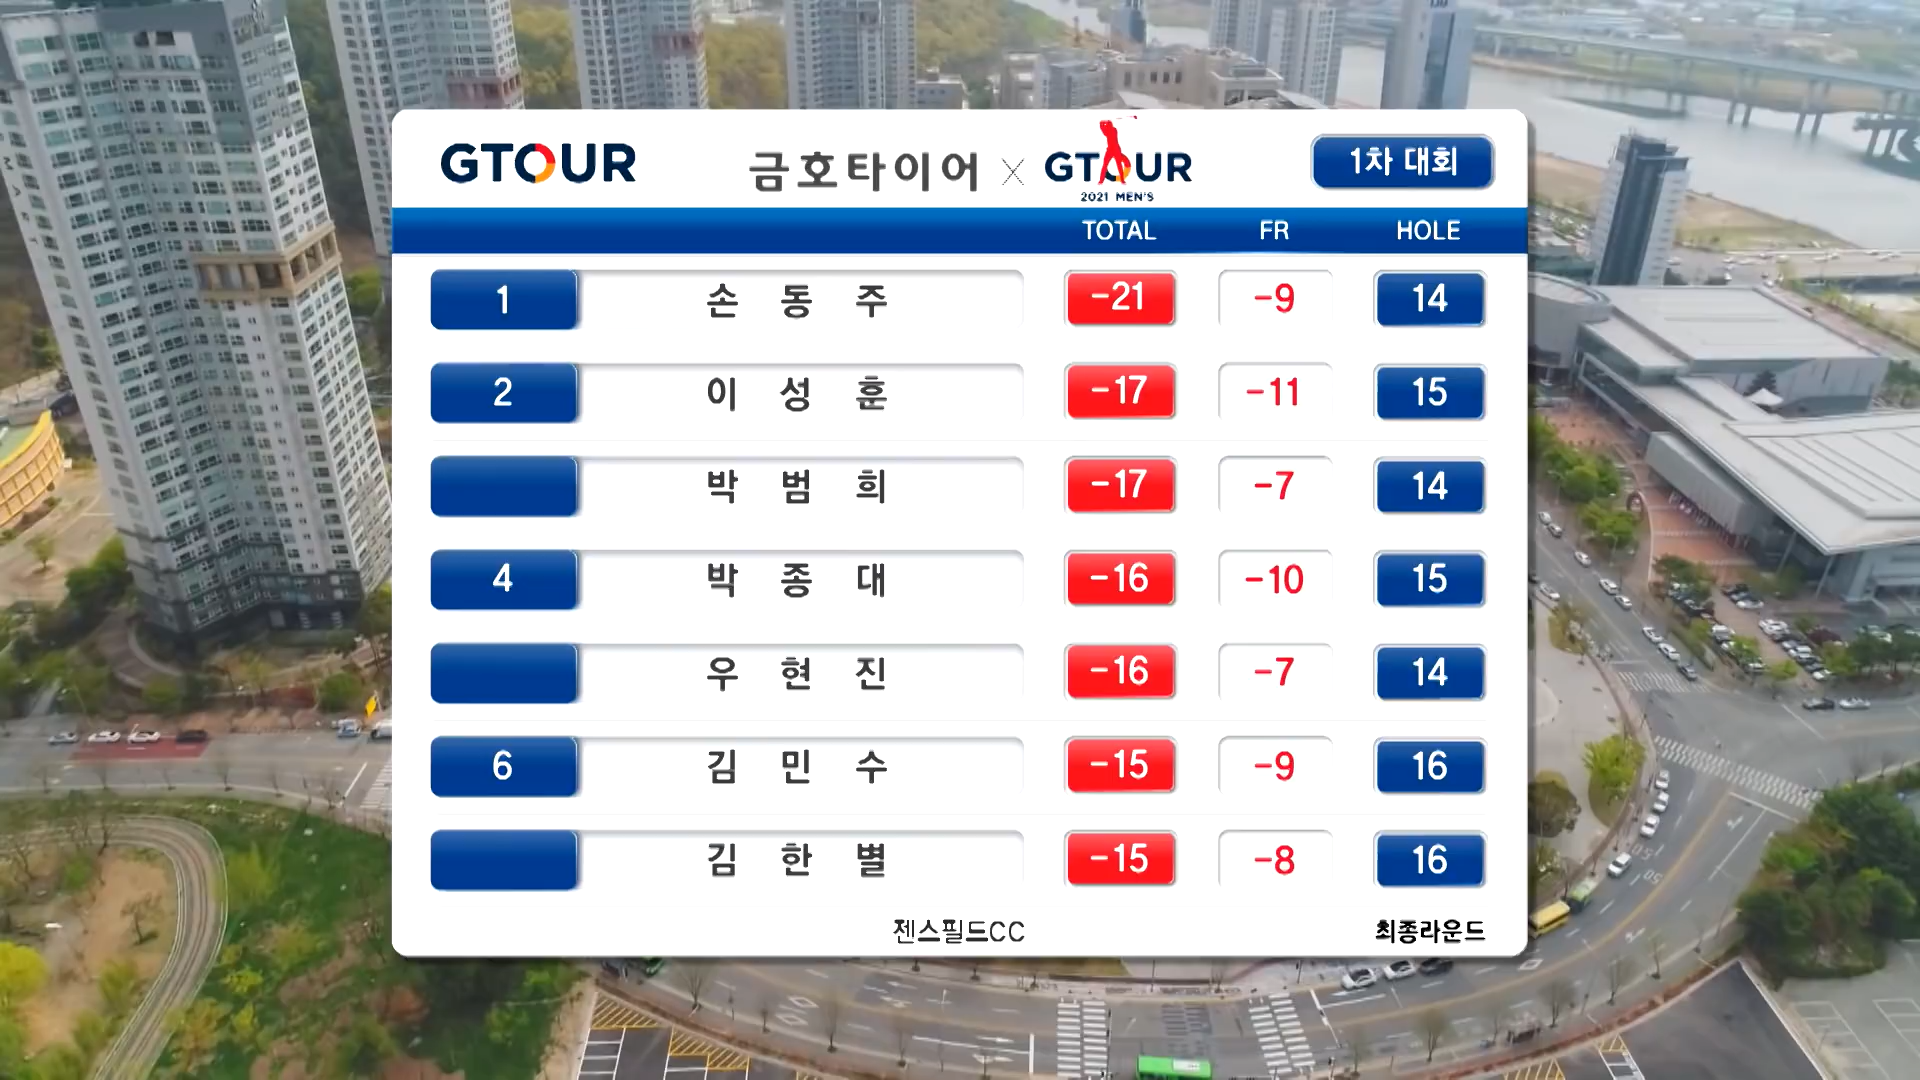 GTOUR 금호타이어 × GTOUR 1차 대회
2021 MEN'S
TOTAL FR HOLE
1 손동주 -21 -9 14
2 이성훈 -17 -11 15
박범희 -17 -7 14
4 박종대 -16 -10 15
우현진 -16 -7 14
6 김민수 -15 -9 16
김한별 -15 -8 16
젠스필드CC 최종라운드